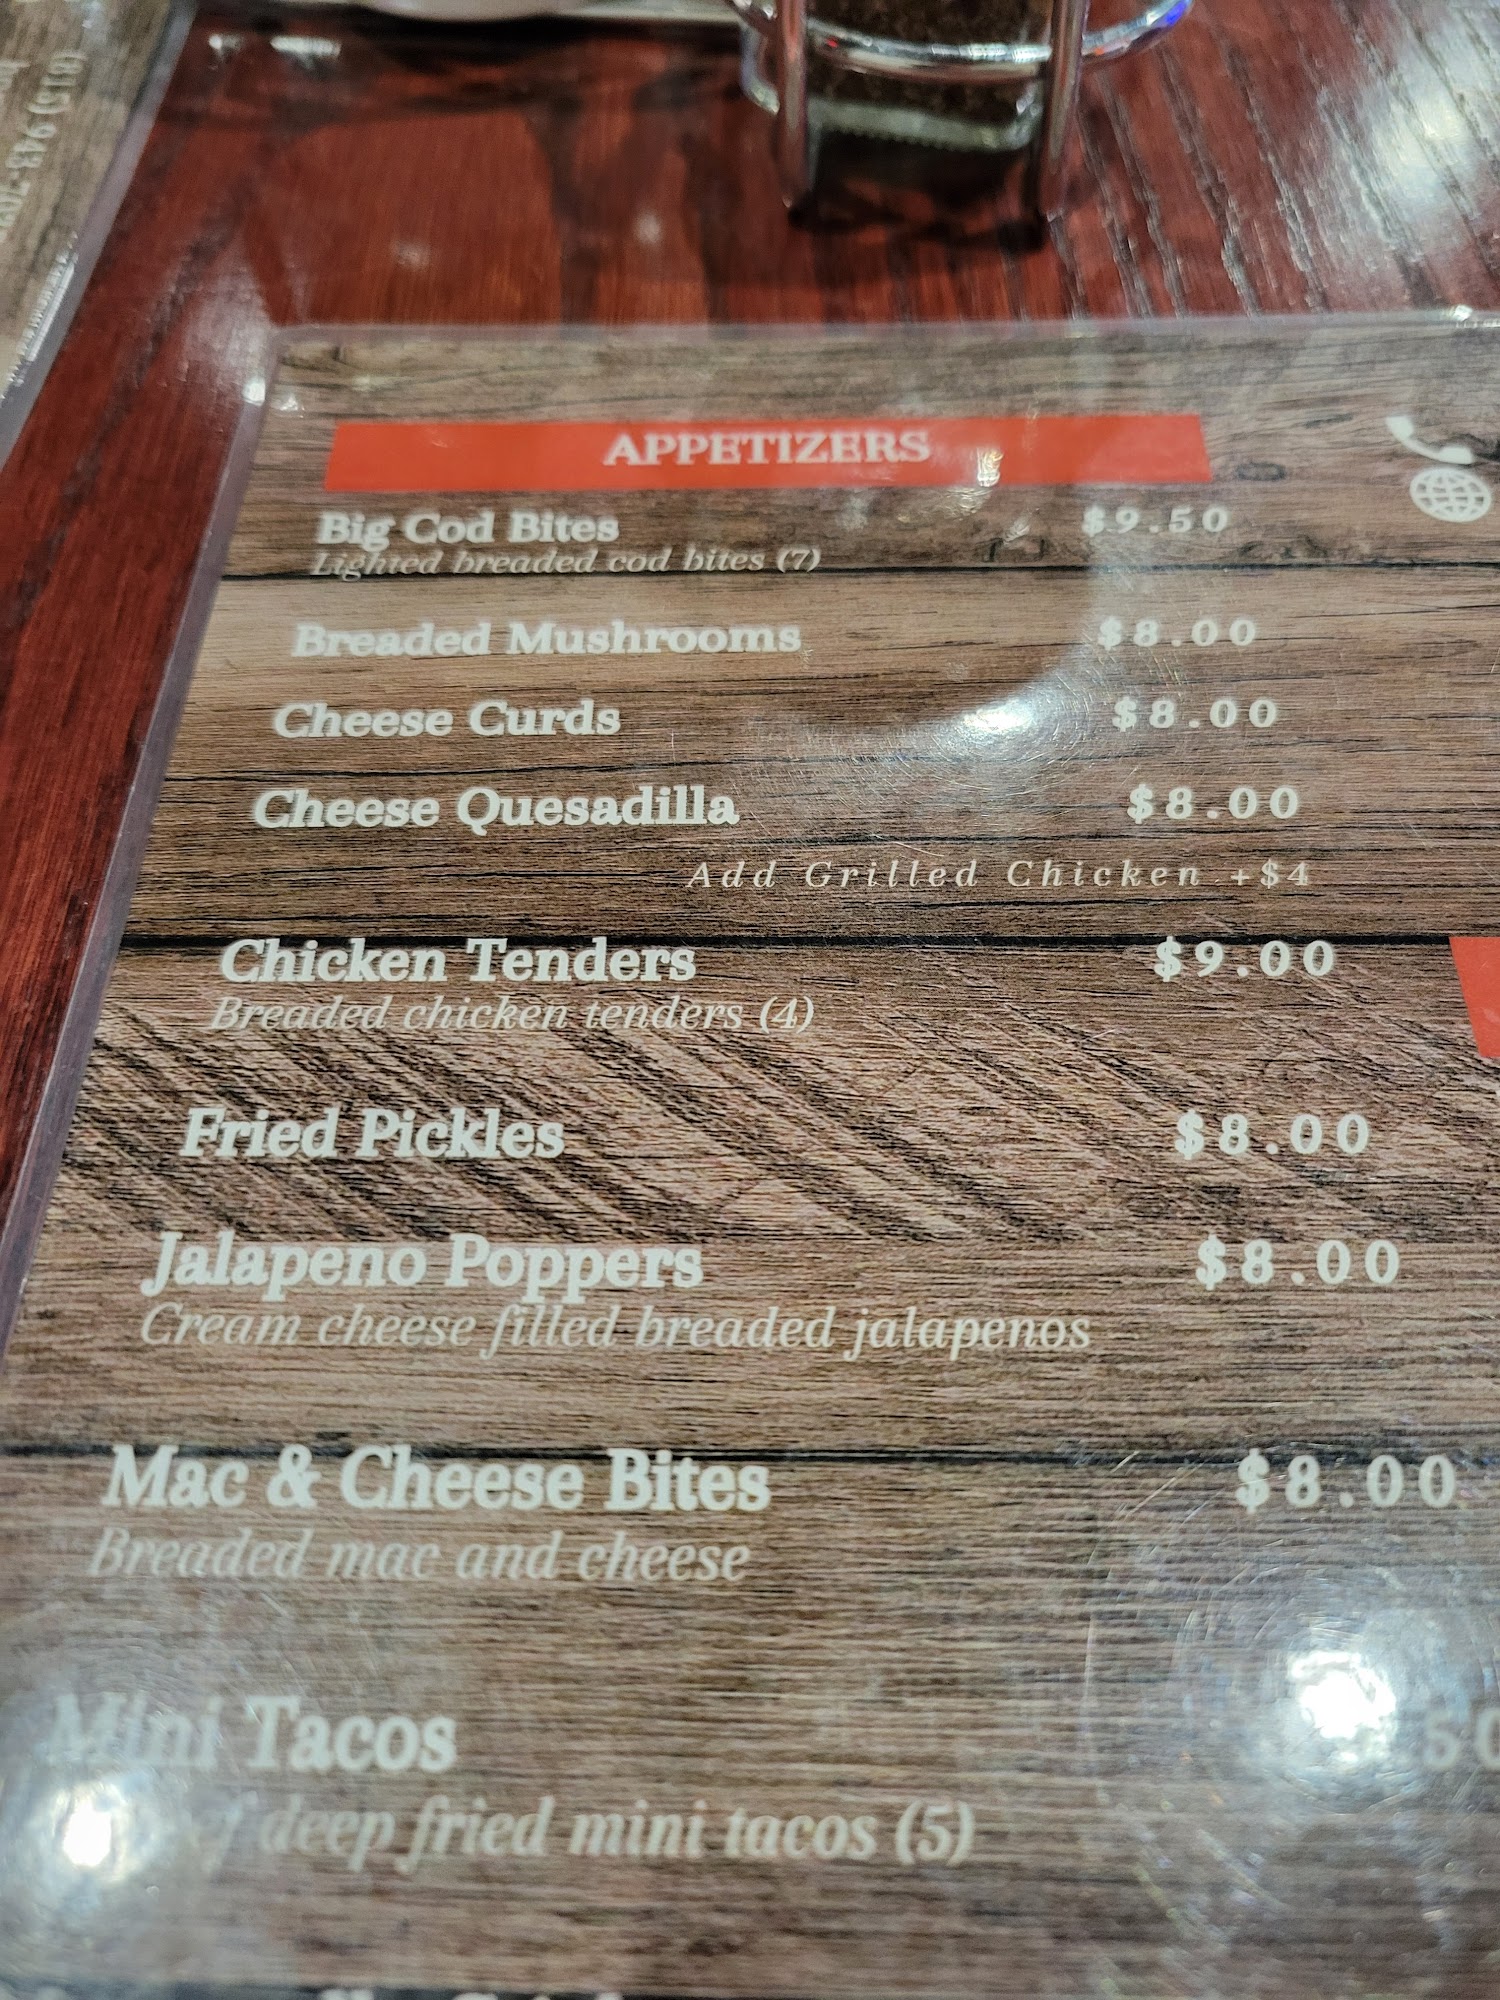 APPETIZERS
Big Cod Bites $9.50
Lighted breaded cod bites (7)
Breaded Mushrooms $8.00
Cheese Curds $8.00
Cheese Quesadilla $8.00
Add Grilled Chicken +$4
Chicken Tenders $9.00
Breaded chicken tenders (4)
Fried Pickles $8.00
Jalapeno Poppers $8.00
Cream cheese filled breaded jalapenos
Mac & Cheese Bites $8.00
Breaded mac and cheese
Mini Tacos
deep fried mini tacos (5)